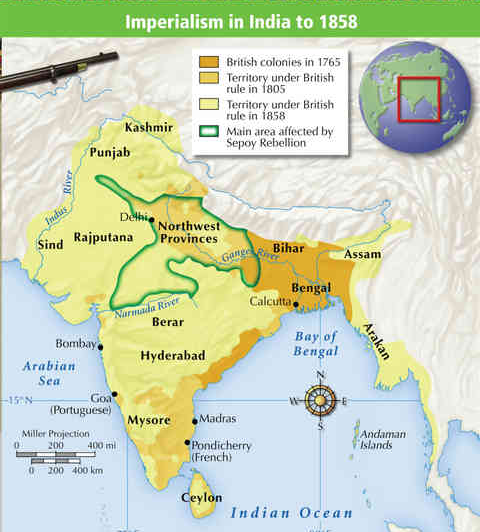 Imperialism in India to 1858
British colonies in 1765
Territory under British
rule in 1805
Territory under British
rule in 1858
Main area affected by
Sepoy Rebellion
Kashmir
Punjab
Indus River
Delhi
Northwest
Provinces
Sind
Rajputana
Ganges River
Bihar
Assam
Bengal
Calcutta
Narmada River
Berar
Bombay
Hyderabad
Arakan
Bay of
Bengal
Arabian
Sea
Goa
(Portuguese)
15°N
N
W
E
S
Mysore
Madras
Miller Projection
0 200 400 mi
0 200 400 km
Pondicherry
(French)
Andaman
Islands
Ceylon
Indian Ocean